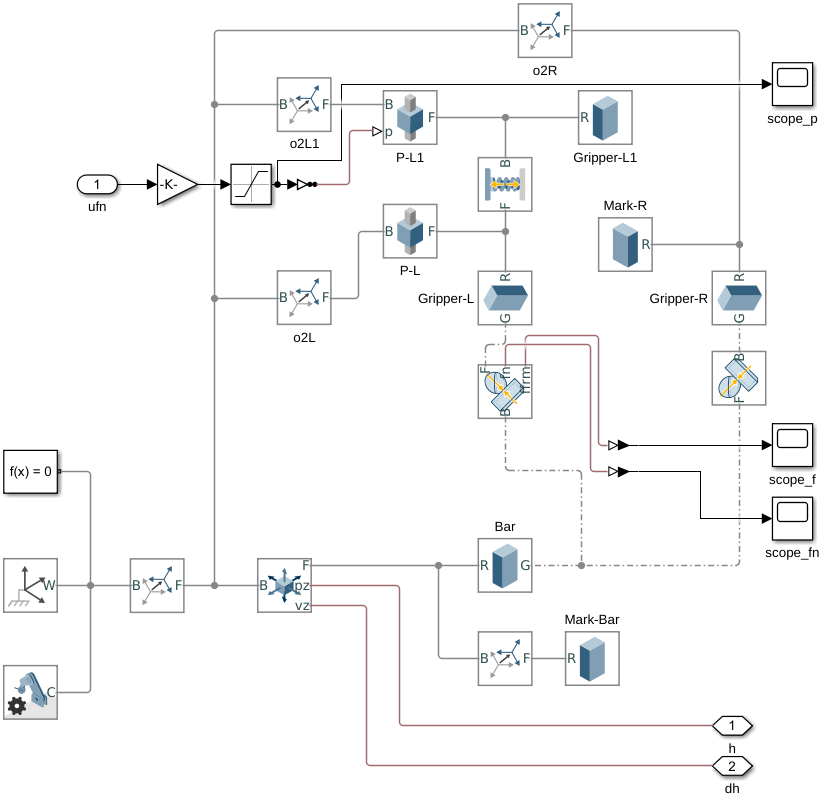 B F
o2R
B F
o2L1
B F
p
P-L1
R
Gripper-L1
scope_p
1
ufn
-K-
B
F
Mark-R
R
B F
P-L
B F
o2L
R
Gripper-L
G
R
Gripper-R
G
F fn ffrm
B
B
F
f(x) = 0
scope_f
scope_fn
Bar
R G
W
B F
B F
pz
vz
Mark-Bar
B F
R
C
1
h
2
dh